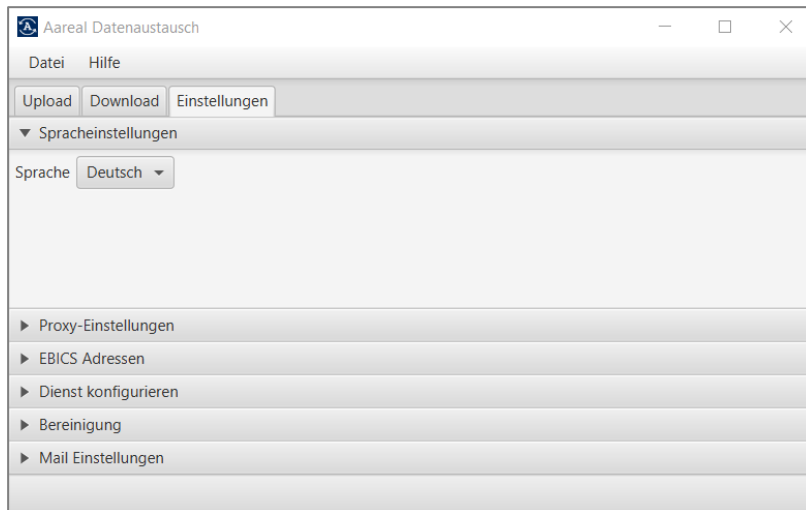 Aareal Datenaustausch
Datei Hilfe
Upload Download Einstellungen
Spracheinstellungen
Sprache Deutsch
Proxy-Einstellungen
EBICS Adressen
Dienst konfigurieren
Bereinigung
Mail Einstellungen